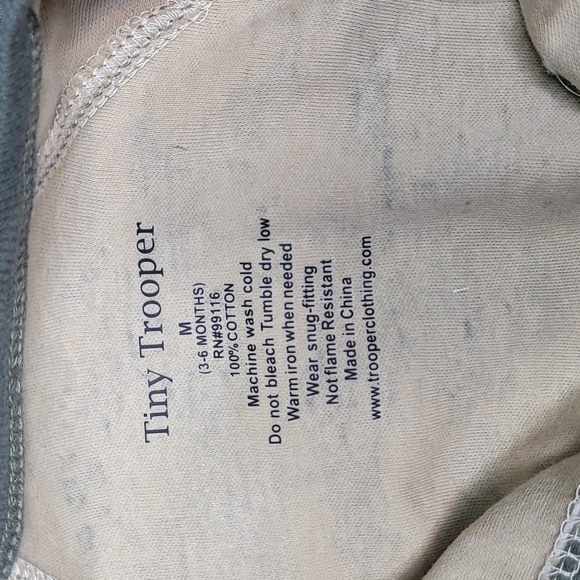 Tiny Trooper
M
(3-6 MONTHS)
RN#99116
100% COTTON
Machine wash cold
Do not bleach Tumble dry low
Warm iron when needed
Wear snug-fitting
Not flame Resistant
Made in China
www.trooperclothing.com